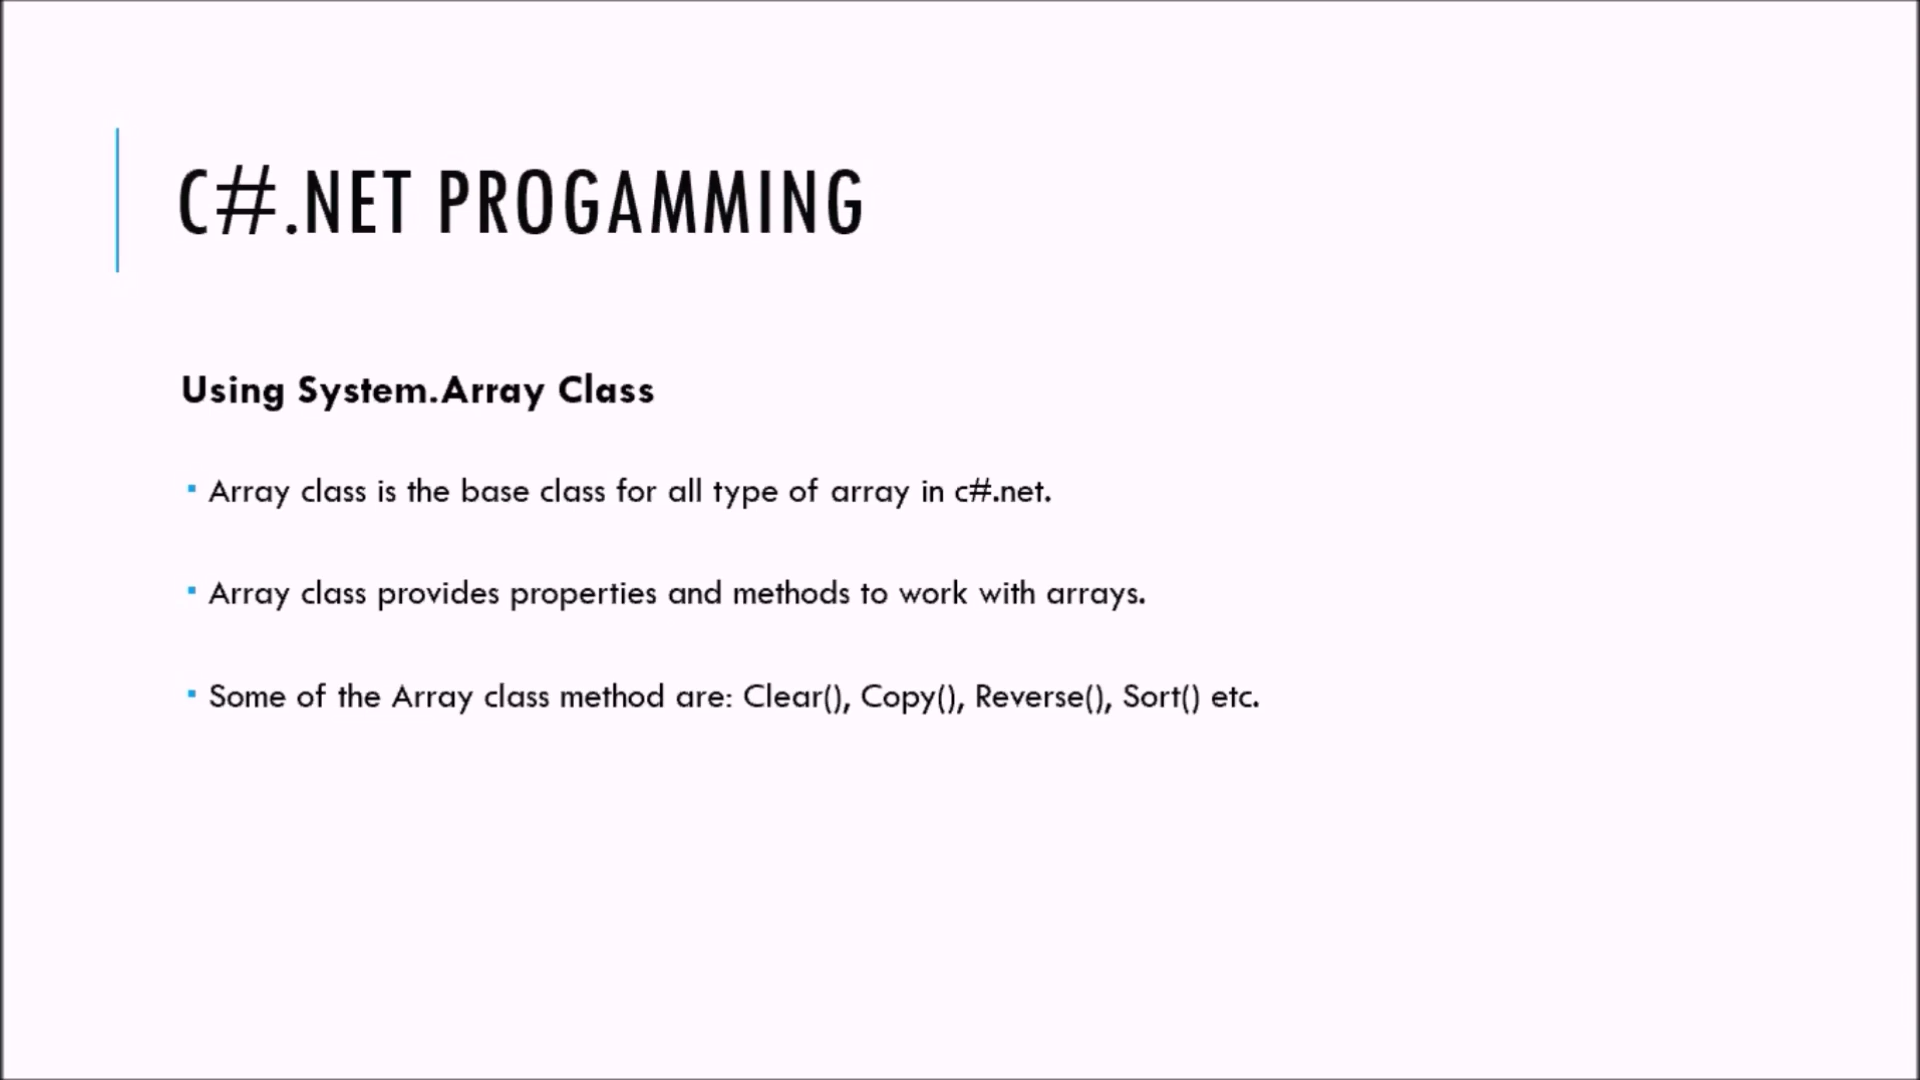 C#.NET PROGAMMING
Using System.Array Class
▪ Array class is the base class for all type of array in c#.net.
▪ Array class provides properties and methods to work with arrays.
▪ Some of the Array class method are: Clear(), Copy(), Reverse(), Sort() etc.